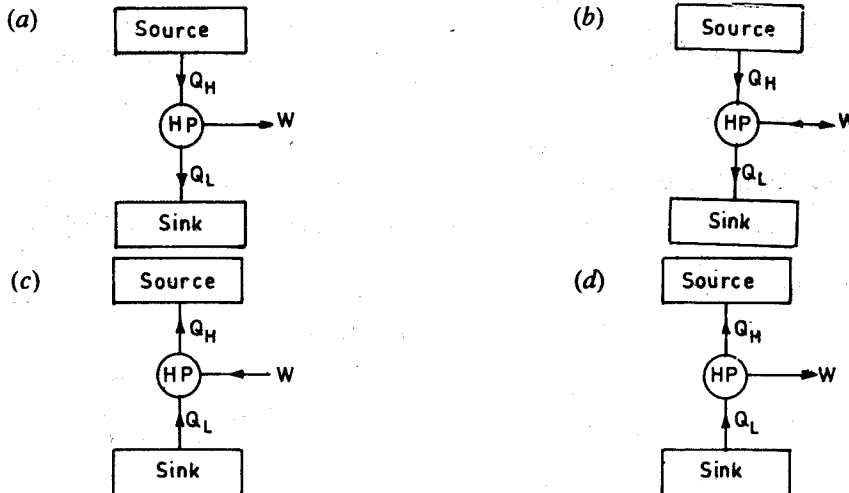 (a) Source (b) Source
Q_H Q_H
HP W HP W
Q_L Q_L
Sink Sink
(c) Source (d) Source
Q_H Q_H
HP W HP W
Q_L Q_L
Sink Sink